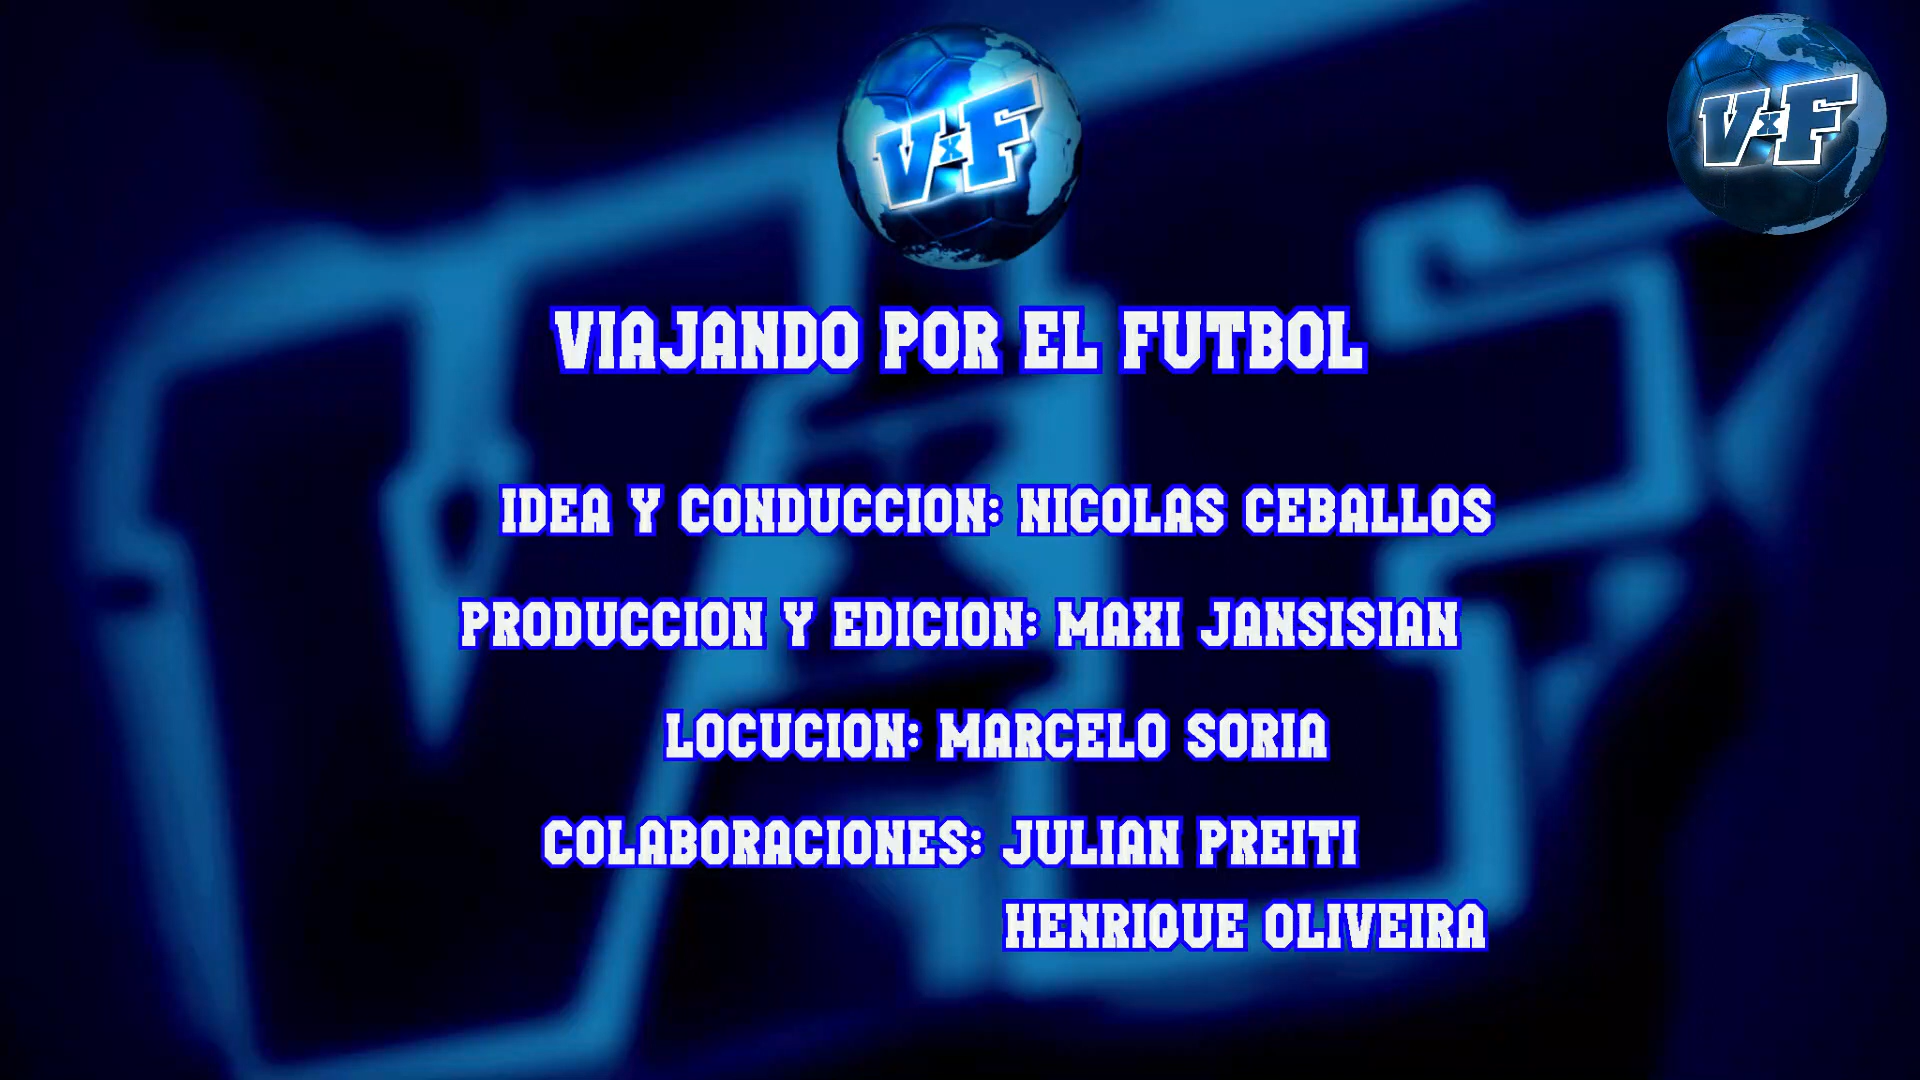 VxF
VxF
VIAJANDO POR EL FUTBOL
IDEA Y CONDUCCION: NICOLAS CEBALLOS
PRODUCCION Y EDICION: MAXI JANSISIAN
LOCUCION: MARCELO SORIA
COLABORACIONES: JULIAN PREITI
HENRIQUE OLIVEIRA